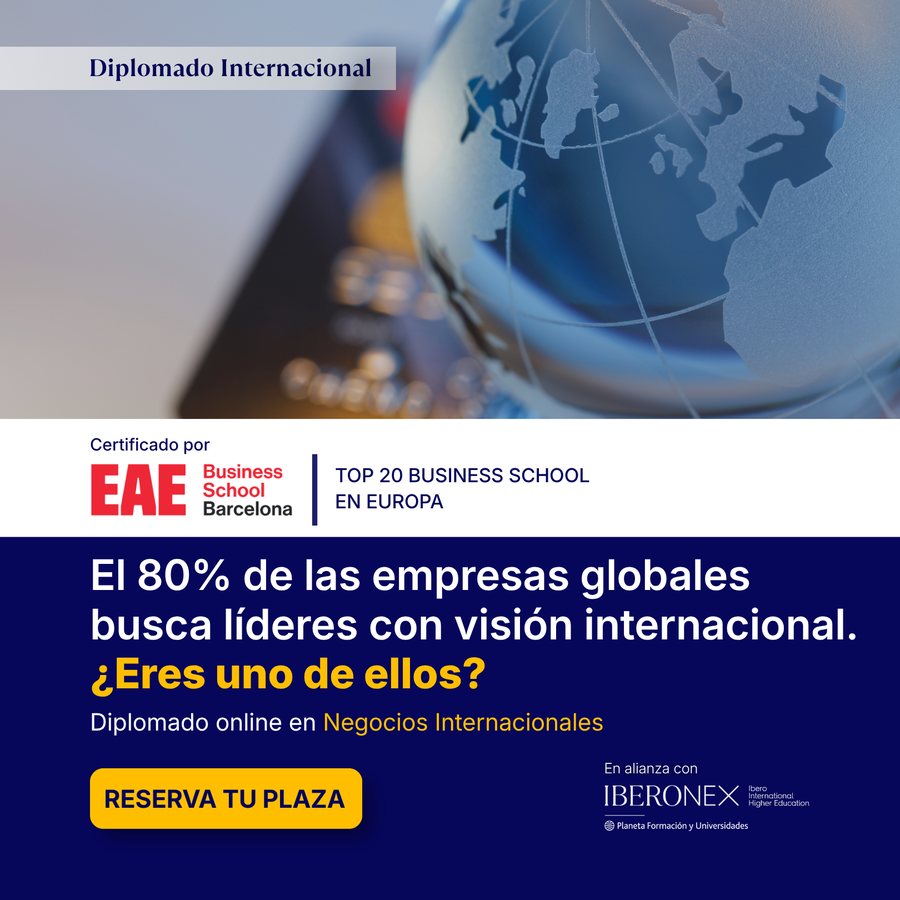 Diplomado Internacional
Certificado por
EAE Business School Barcelona
TOP 20 BUSINESS SCHOOL
EN EUROPA
El 80% de las empresas globales
busca líderes con visión internacional.
¿Eres uno de ellos?
Diplomado online en Negocios Internacionales
RESERVA TU PLAZA
En alianza con
IBERONEX Ibero International Higher Education
Planeta Formación y Universidades